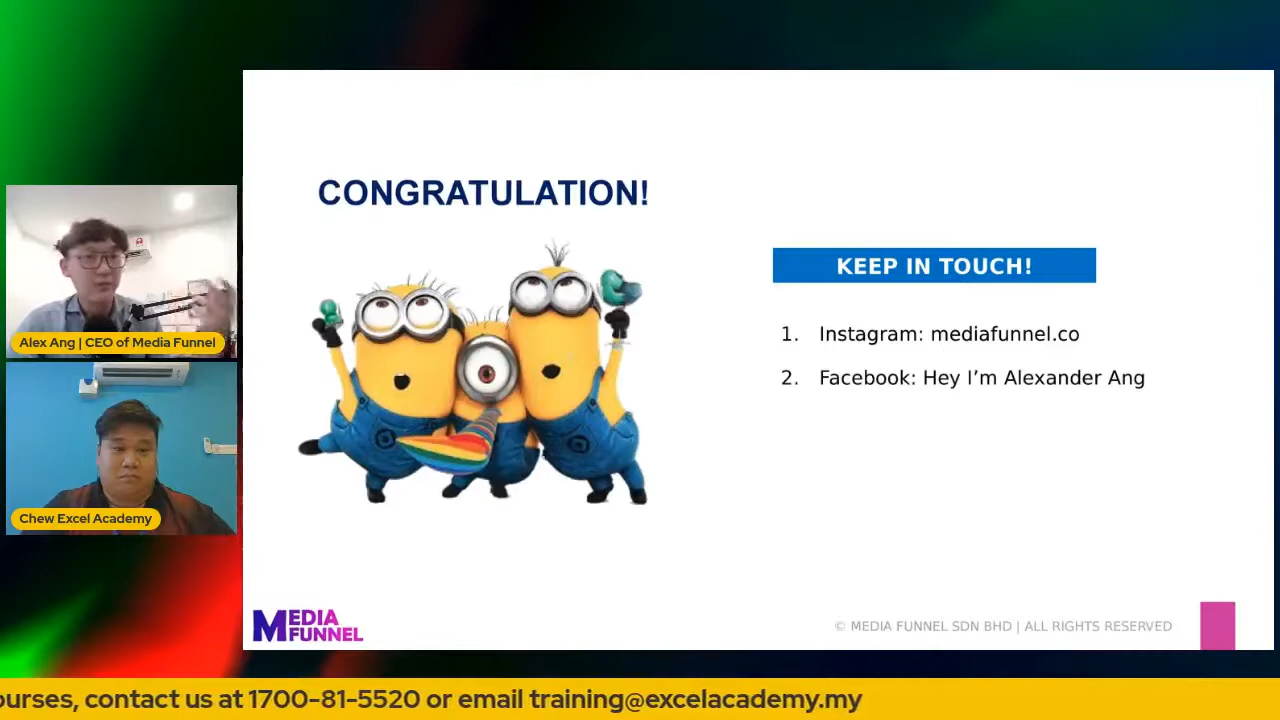 CONGRATULATION!
KEEP IN TOUCH!
1. Instagram: mediafunnel.co
2. Facebook: Hey I’m Alexander Ang
Alex Ang | CEO of Media Funnel
Chew Excel Academy
MEDIA
FUNNEL
© MEDIA FUNNEL SDN BHD | ALL RIGHTS RESERVED
ourses, contact us at 1700-81-5520 or email training@excelacademy.my